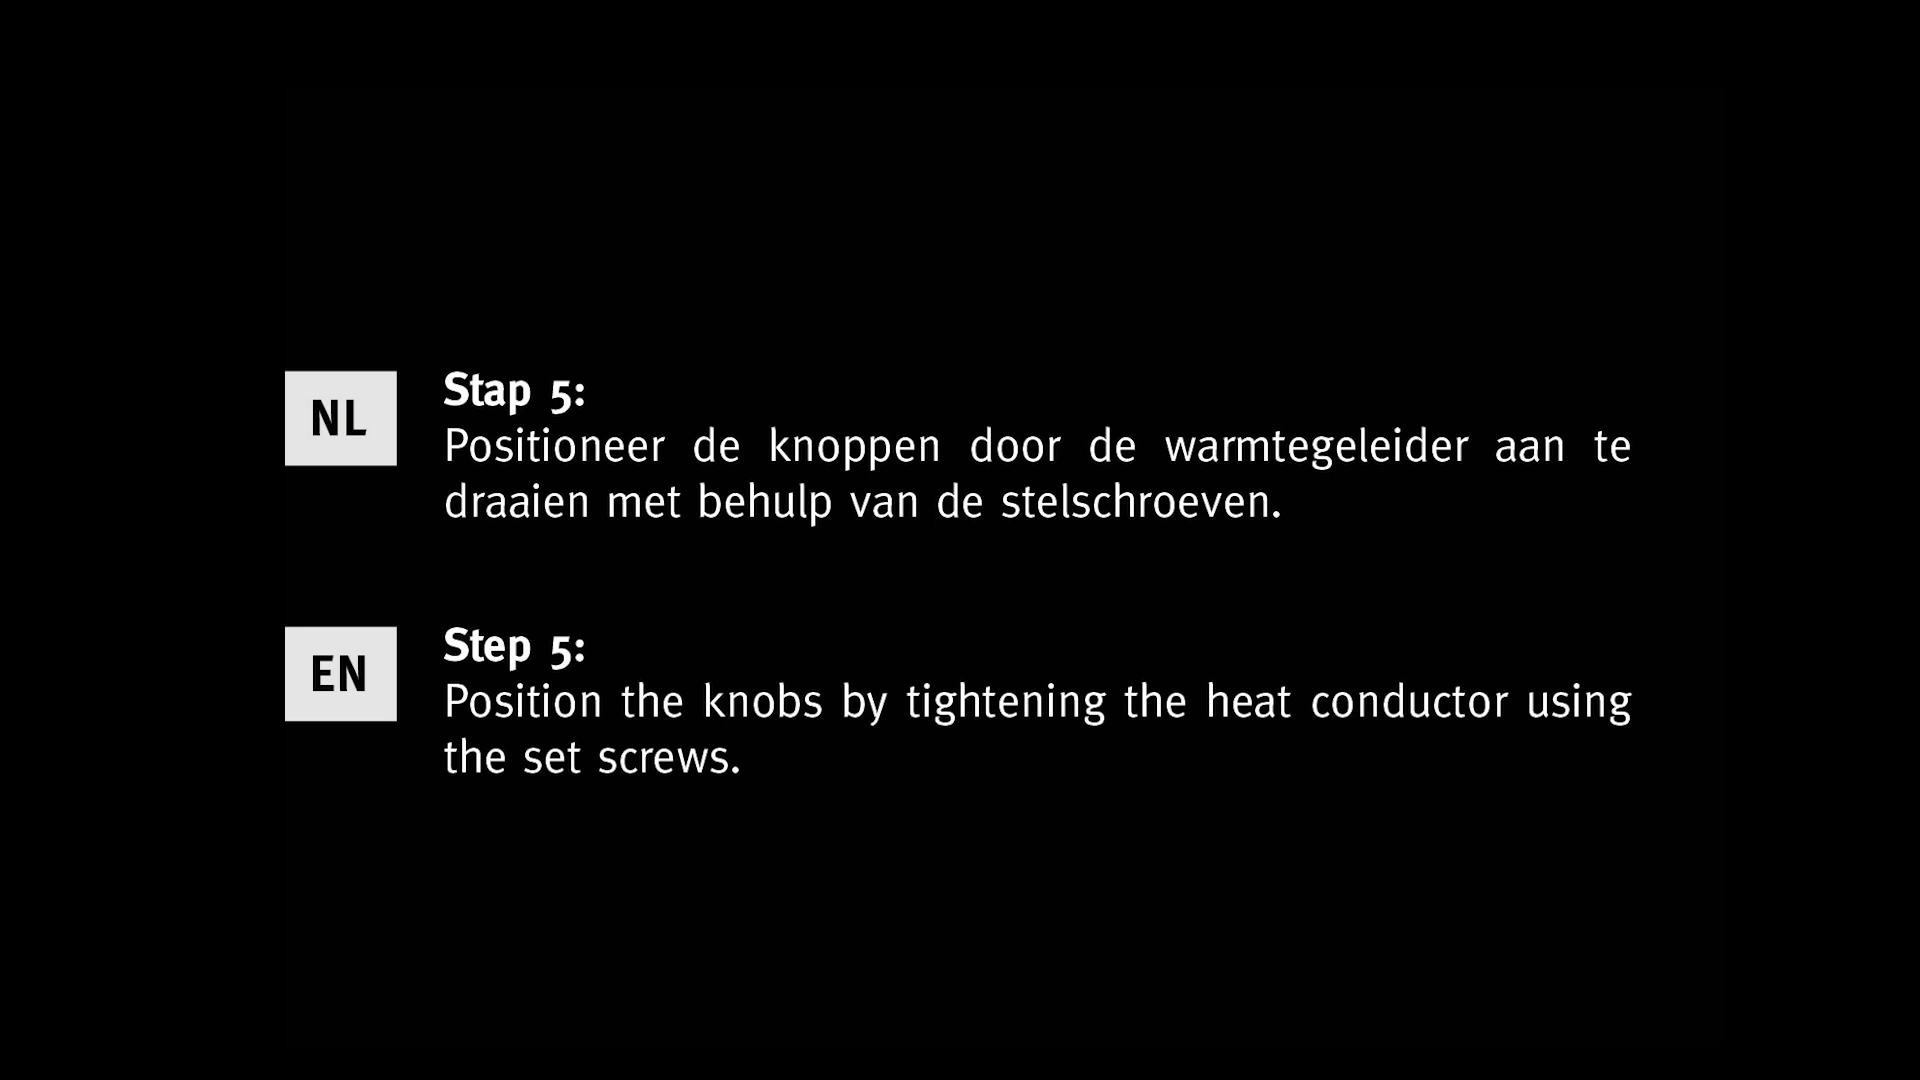 NL
Stap 5:
Positioneer de knoppen door de warmtegeleider aan te
draaien met behulp van de stelschroeven.
EN
Step 5:
Position the knobs by tightening the heat conductor using
the set screws.